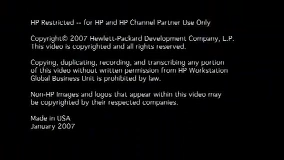 HP Restricted -- for HP and HP Channel Partner Use Only
Copyright© 2007 Hewlett-Packard Development Company, L.P.
This video is copyrighted and all rights reserved.
Copying, duplicating, recording, and transcribing any portion
of this video without written permission from HP Workstation
Global Business Unit is prohibited by law.
Non-HP Images and logos that appear within this video may
be copyrighted by their respected companies.
Made in USA
January 2007